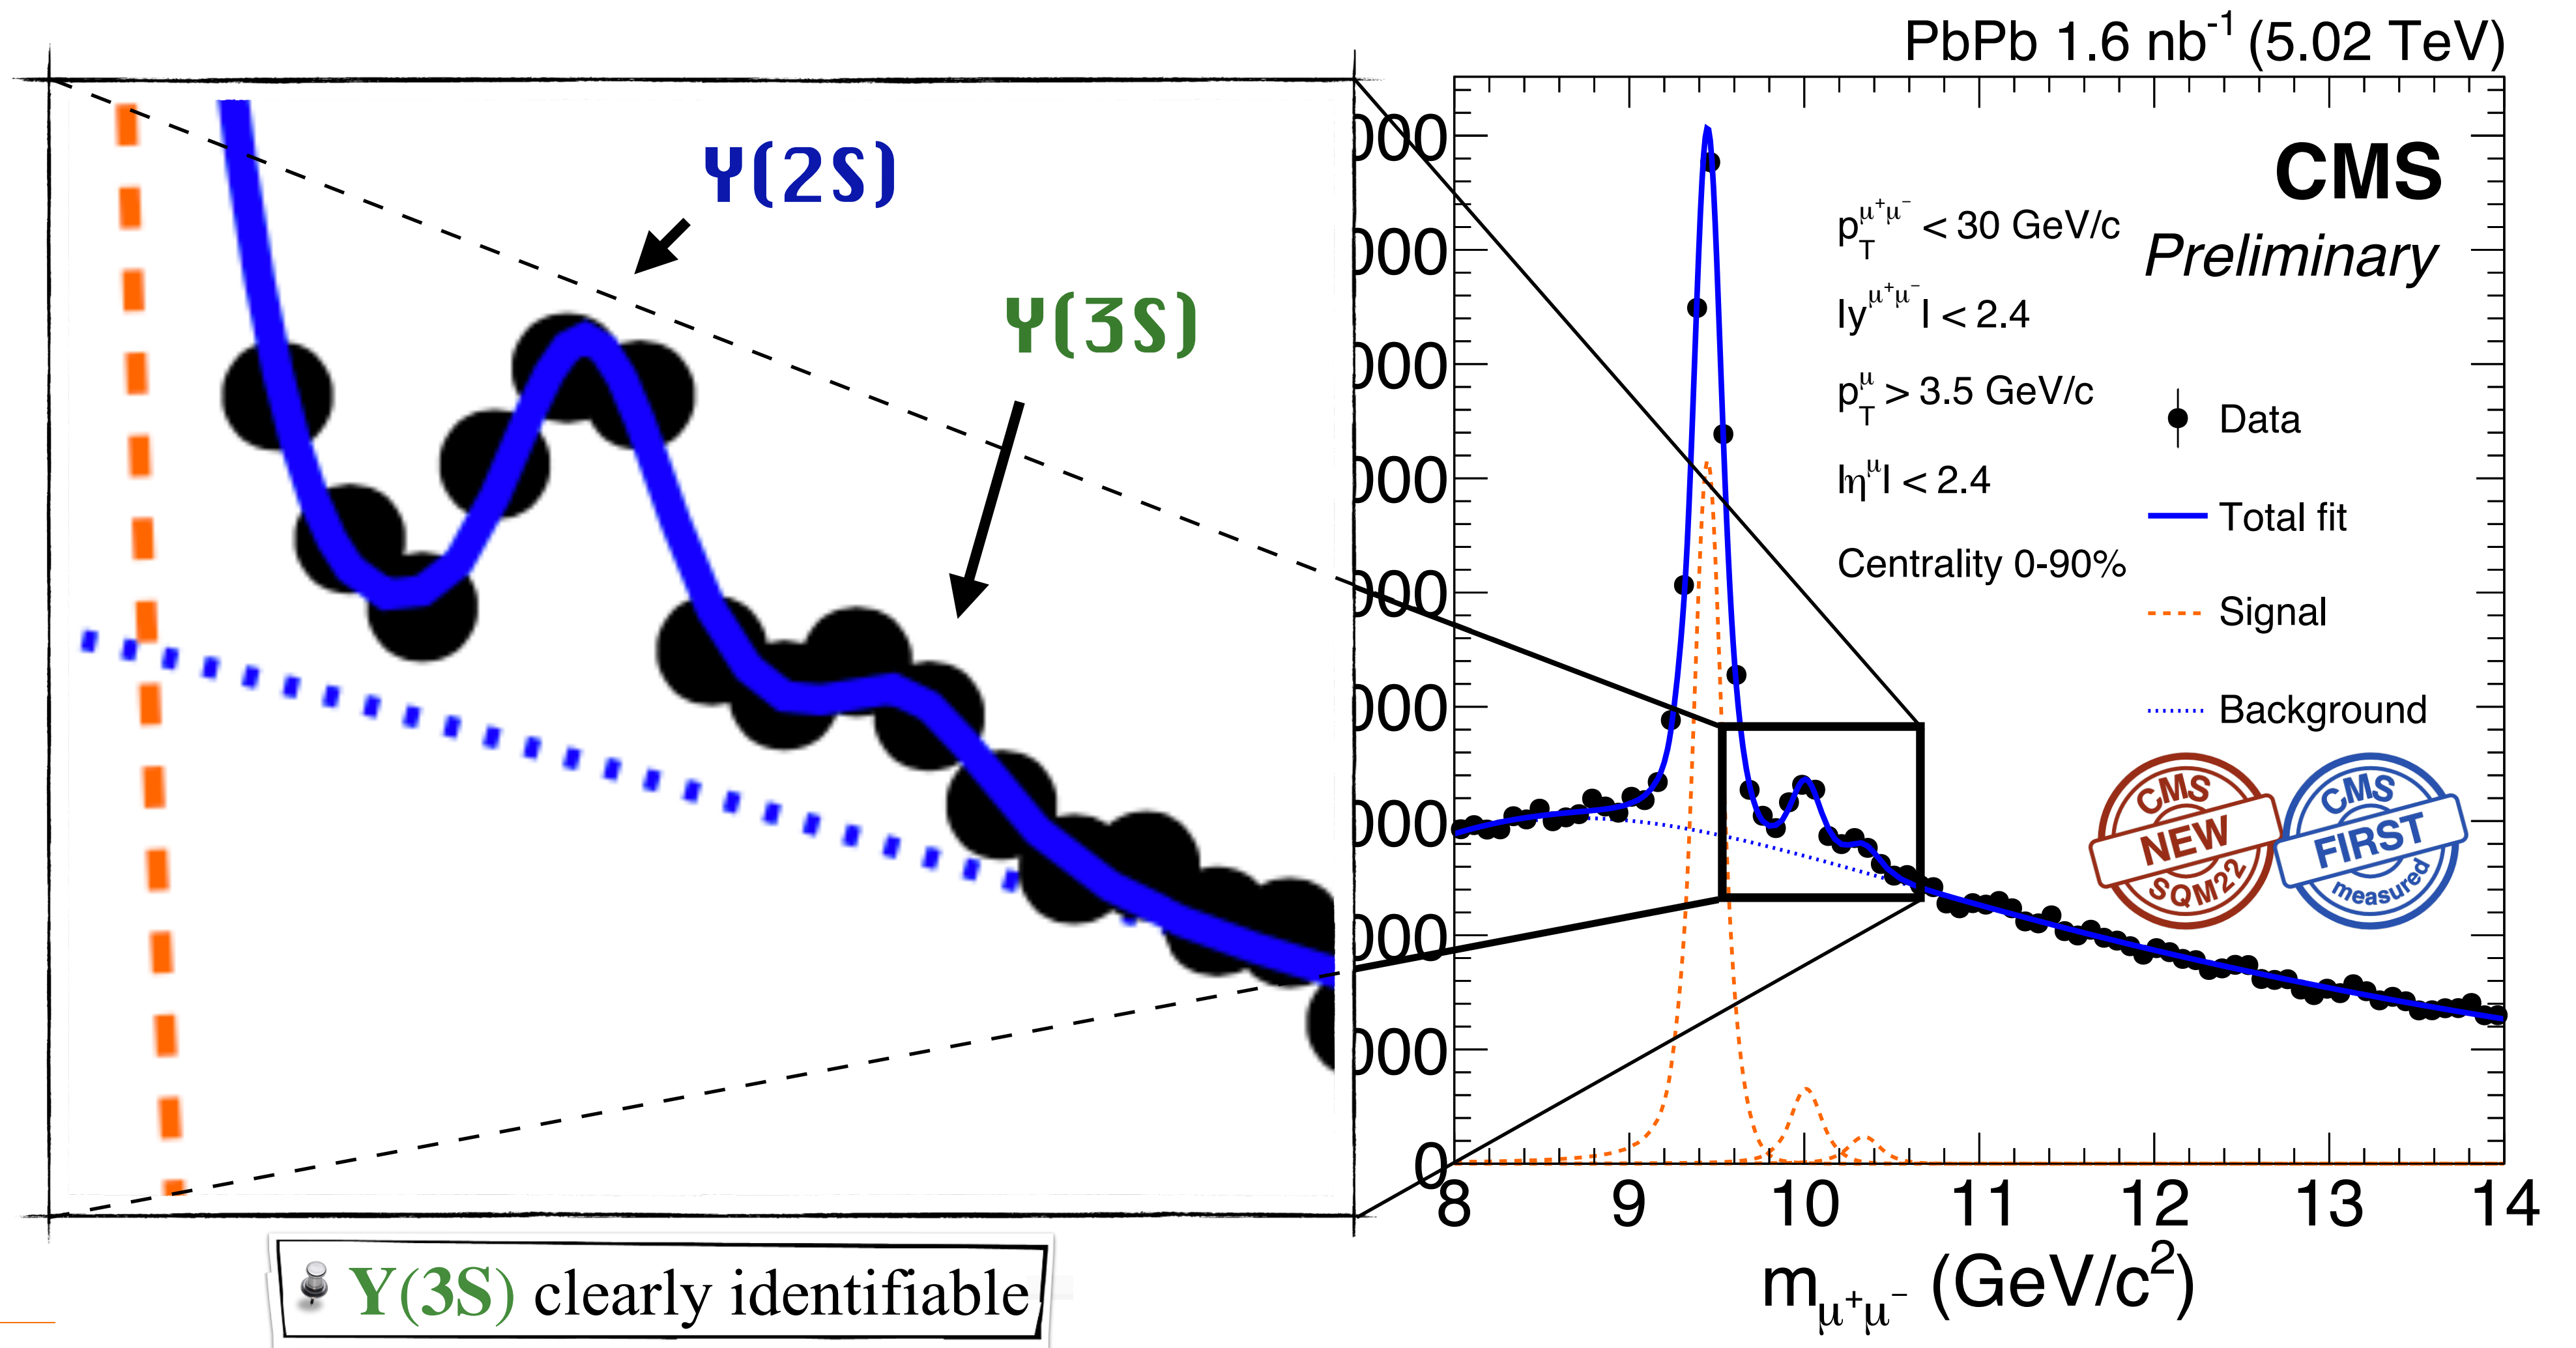 PbPb 1.6 nb⁻¹ (5.02 TeV)
Υ(2S)
Υ(3S)
CMS
Preliminary
p_T^{μ⁺μ⁻} < 30 GeV/c
|y^{μ⁺μ⁻}| < 2.4
p_T^μ > 3.5 GeV/c
|η^μ| < 2.4
Centrality 0-90%
Data
Total fit
Signal
Background
CMS
NEW
SQM22
CMS
FIRST
measured
0
8 9 10 11 12 13 14
m_{μ⁺μ⁻} (GeV/c²)
Υ(3S) clearly identifiable